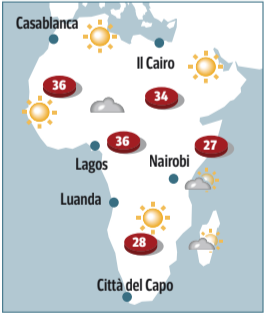 Casablanca
Il Cairo
36
34
36
27
Lagos
Nairobi
Luanda
28
Città del Capo